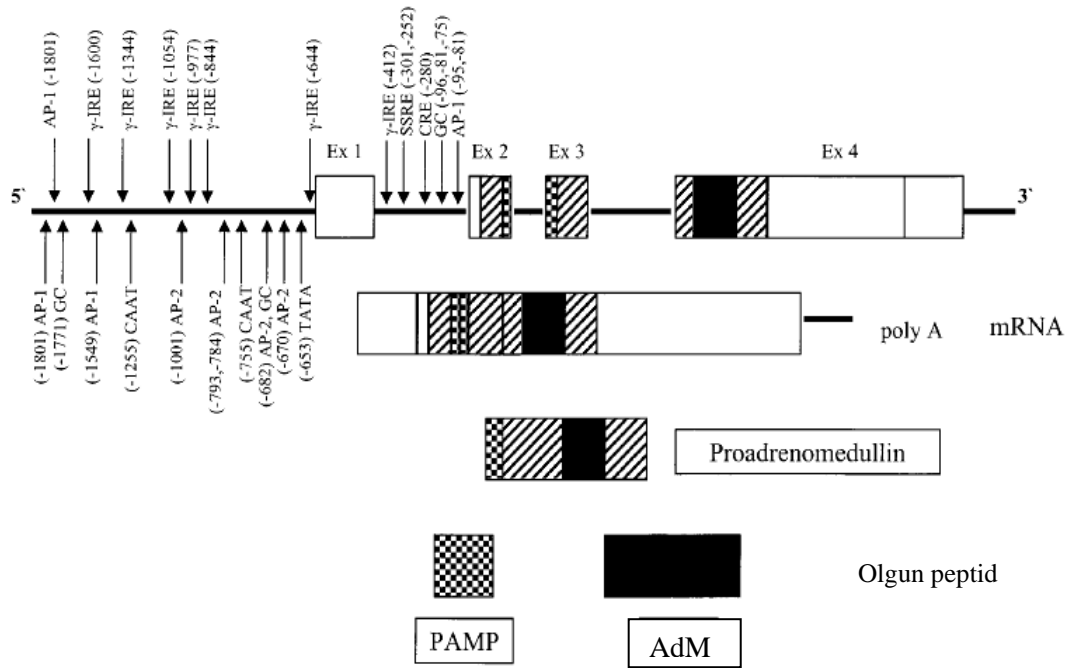 AP-1 (-1801)
γ-IRE (-1600)
γ-IRE (-1344)
γ-IRE (-1054)
γ-IRE (-977)
γ-IRE (-844)
γ-IRE (-644)
γ-IRE (-412)
SSRE (-301,-252)
CRE (-280)
GC (-96,-81,-75)
AP-1 (-95,-81)
Ex 1
Ex 2
Ex 3
Ex 4
5`
3`
(-1801) AP-1
(-1771) GC
(-1549) AP-1
(-1255) CAAT
(-1001) AP-2
(-793,-784) AP-2
(-755) CAAT
(-682) AP-2, GC
(-670) AP-2
(-653) TATA
poly A
mRNA
Proadrenomedullin
Olgun peptid
PAMP
AdM